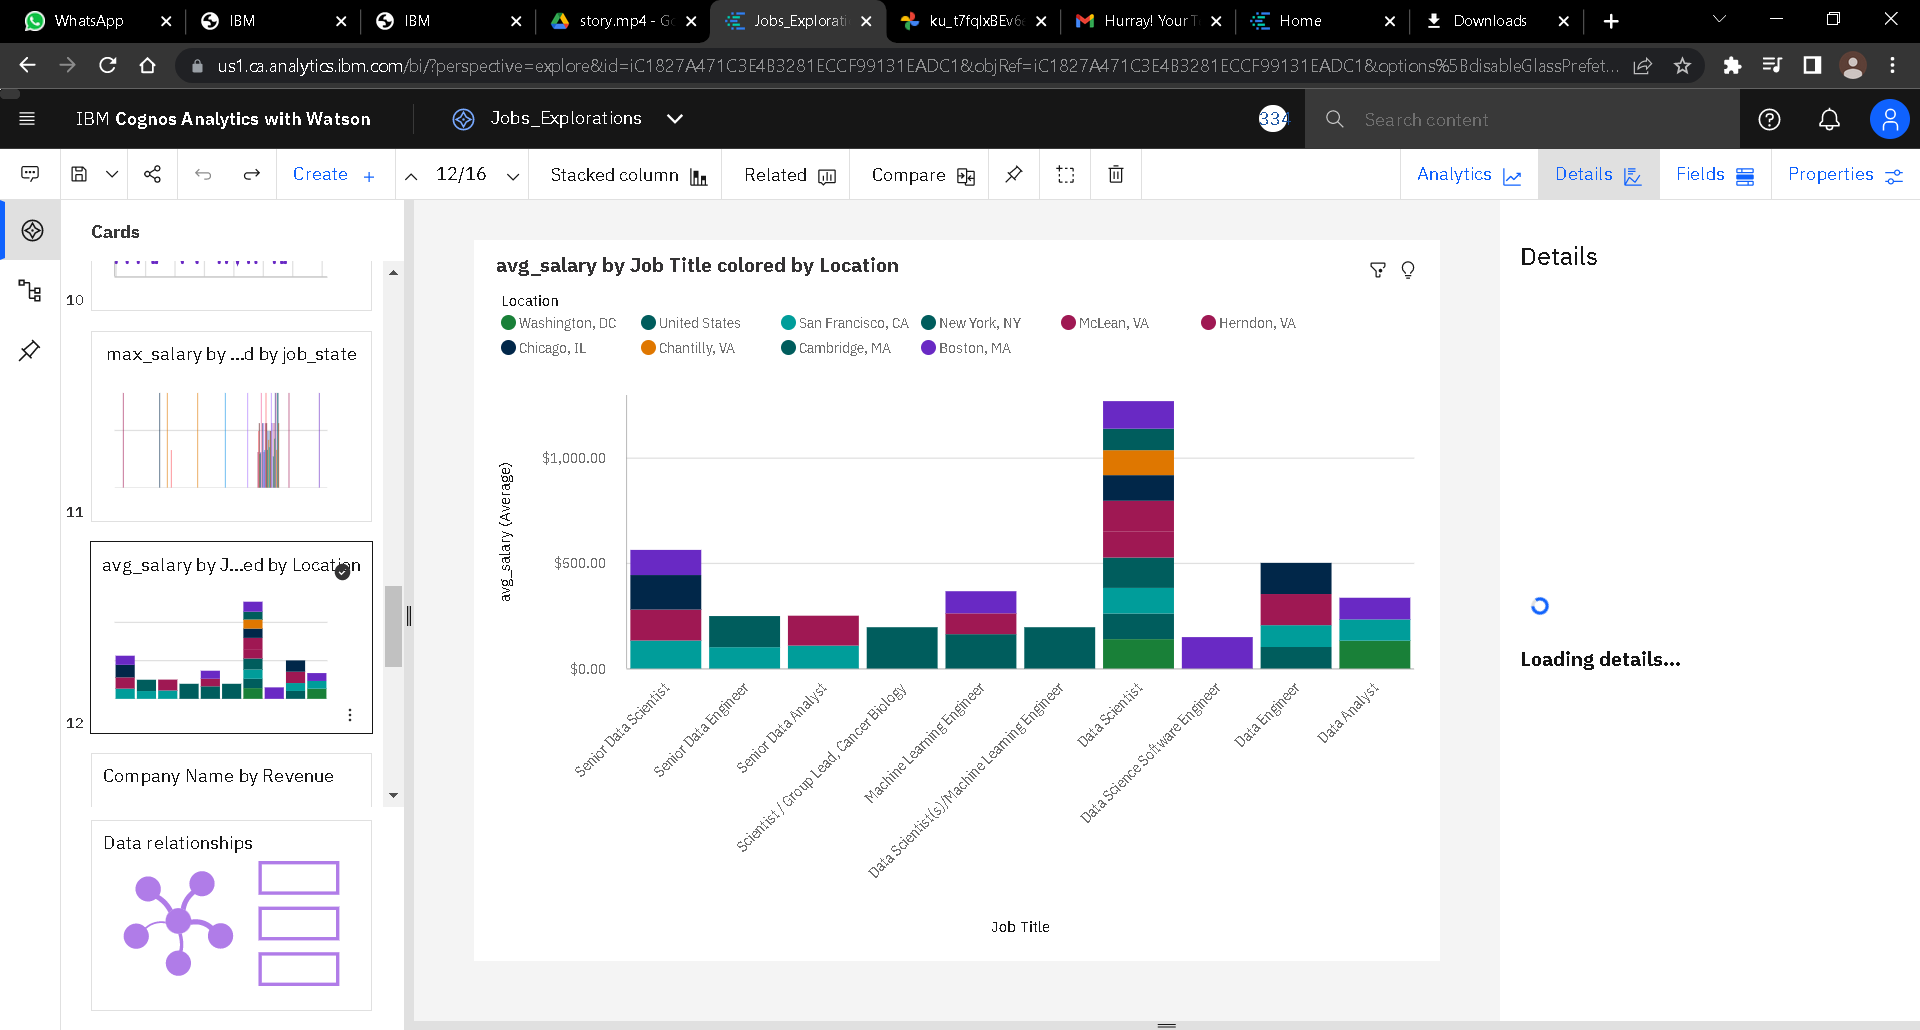 WhatsApp
IBM
IBM
story.mp4 - Go
Jobs_Explorati
ku_t7fqlxBEv6
Hurray! Your T
Home
Downloads
us1.ca.analytics.ibm.com/bi/?perspective=explore&id=iC1827A471C3E4B3281ECCF99131EADC1&objRef=iC1827A471C3E4B3281ECCF99131EADC1&options%5BdisableGlassPrefet...
IBM Cognos Analytics with Watson
Jobs_Explorations
334
Search content
Create
12/16
Stacked column
Related
Compare
Analytics
Details
Fields
Properties
Cards
10
max_salary by ...d by job_state
11
avg_salary by J...ed by Location
12
Company Name by Revenue
Data relationships
avg_salary by Job Title colored by Location
Location
Washington, DC
United States
San Francisco, CA
New York, NY
McLean, VA
Herndon, VA
Chicago, IL
Chantilly, VA
Cambridge, MA
Boston, MA
avg_salary (Average)
$1,000.00
$500.00
$0.00
Senior Data Scientist
Senior Data Engineer
Senior Data Analyst
Scientist / Group Lead, Cancer Biology
Machine Learning Engineer
Data Scientist(s)/Machine Learning Engineer
Data Scientist
Data Science Software Engineer
Data Engineer
Data Analyst
Job Title
Details
Loading details...